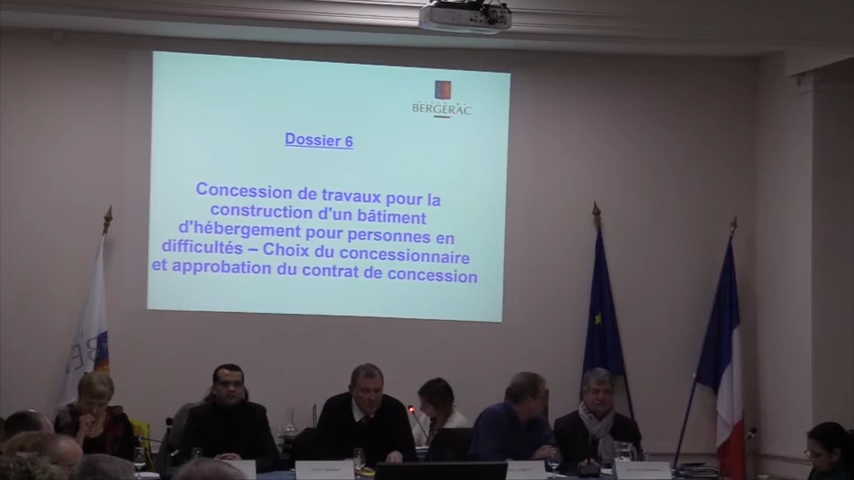 BERGERAC
Dossier 6
Concession de travaux pour la
construction d'un bâtiment
d'hébergement pour personnes en
difficultés – Choix du concessionnaire
et approbation du contrat de concession